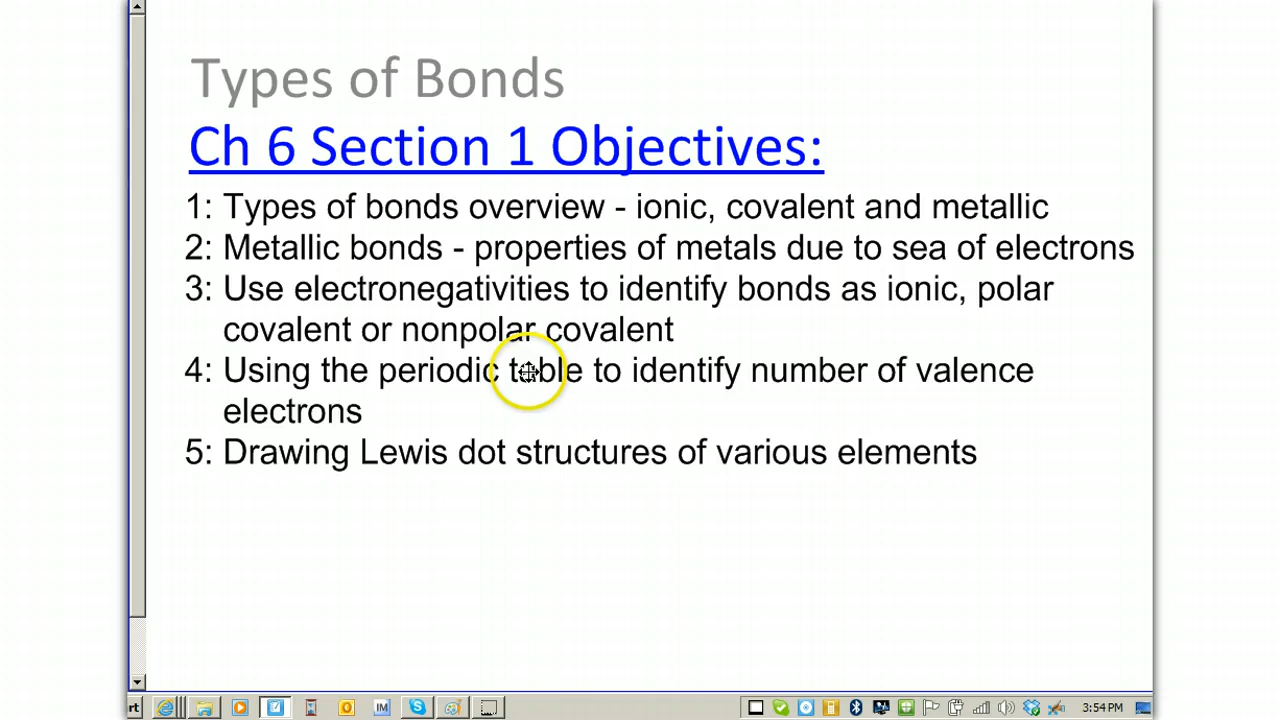 Types of Bonds
Ch 6 Section 1 Objectives:
1: Types of bonds overview - ionic, covalent and metallic
2: Metallic bonds - properties of metals due to sea of electrons
3: Use electronegativities to identify bonds as ionic, polar
covalent or nonpolar covalent
4: Using the periodic table to identify number of valence
electrons
5: Drawing Lewis dot structures of various elements
rt IM 3:54 PM